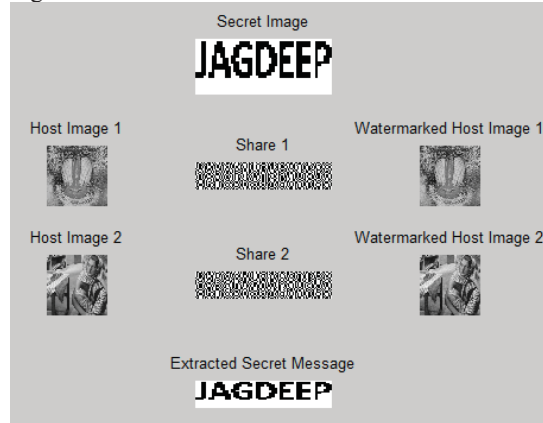 Secret Image
JAGDEEP
Host Image 1
Share 1
Watermarked Host Image 1
Host Image 2
Share 2
Watermarked Host Image 2
Extracted Secret Message
JAGDEEP